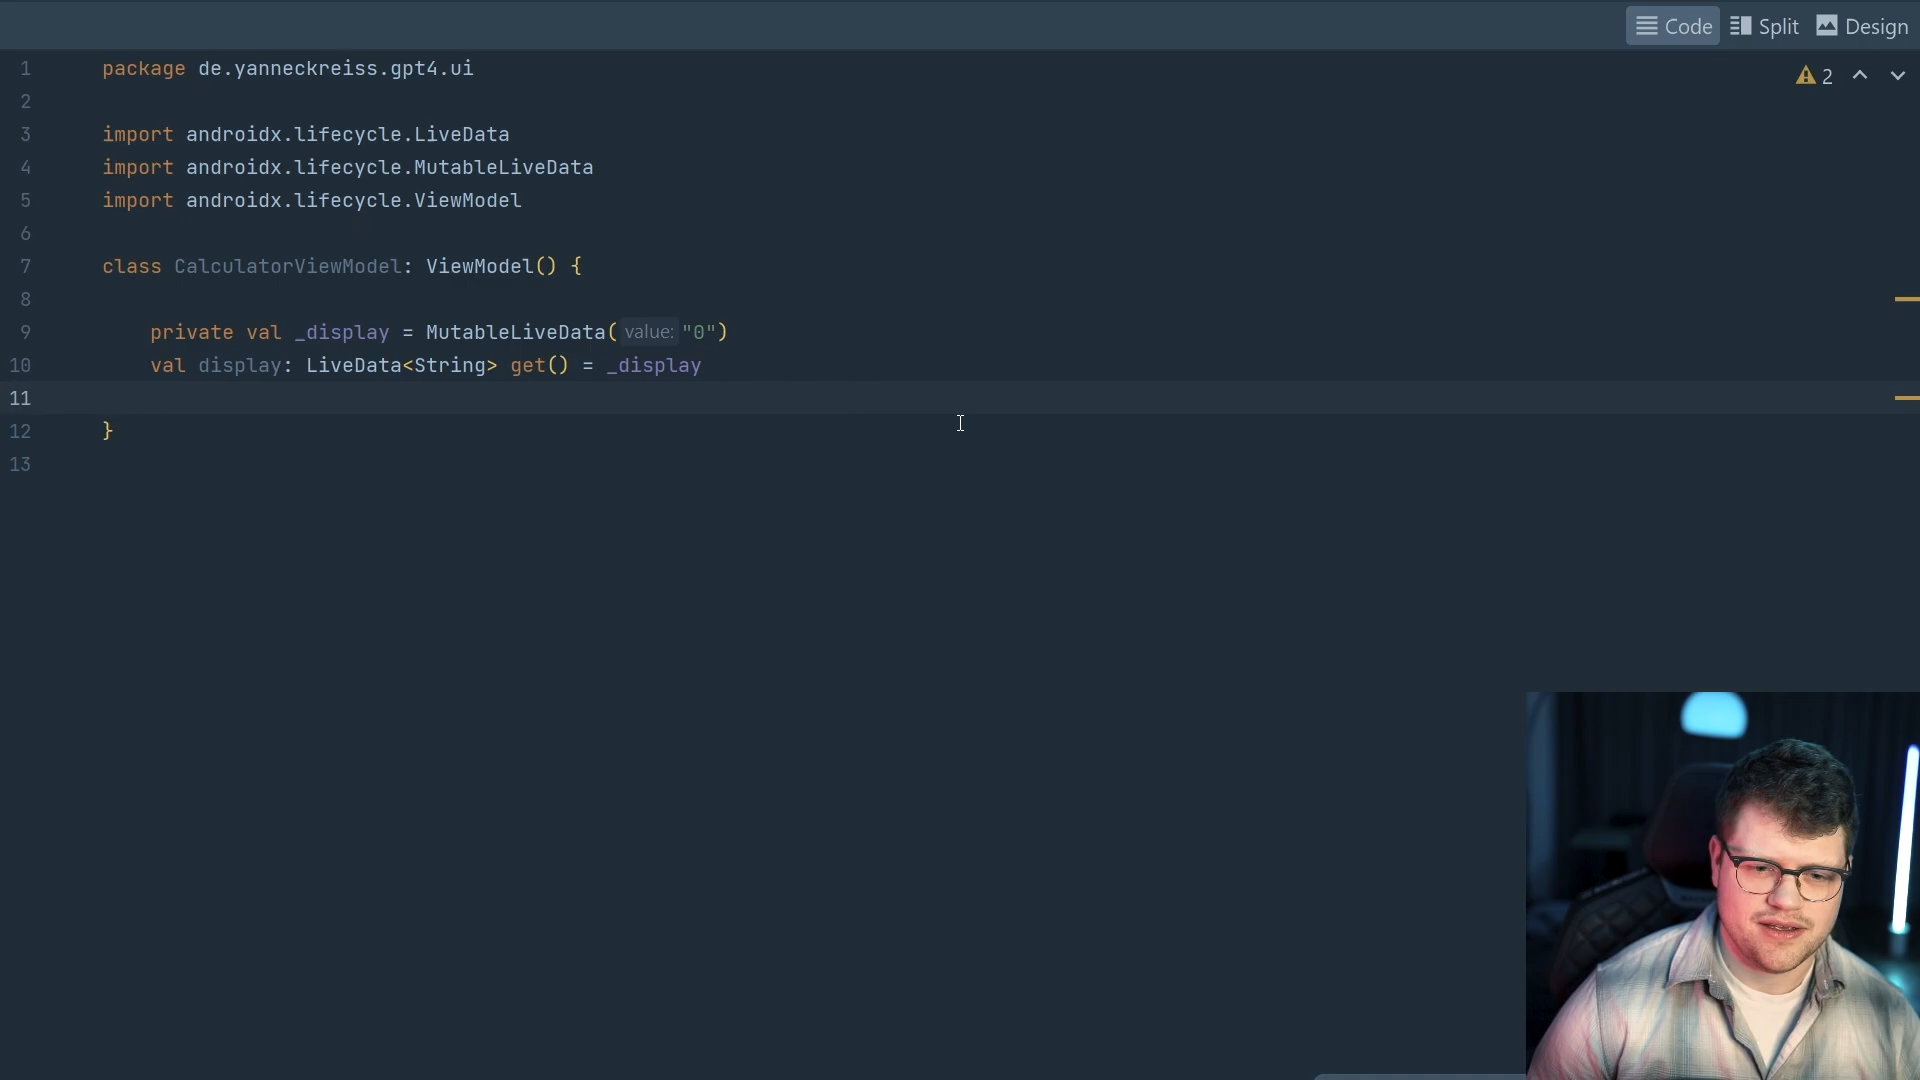 Code Split Design
2
1 package de.yanneckreiss.gpt4.ui
2
3 import androidx.lifecycle.LiveData
4 import androidx.lifecycle.MutableLiveData
5 import androidx.lifecycle.ViewModel
6
7 class CalculatorViewModel: ViewModel() {
8
9 private val _display = MutableLiveData( value: "0")
10 val display: LiveData<String> get() = _display
11
12 }
13